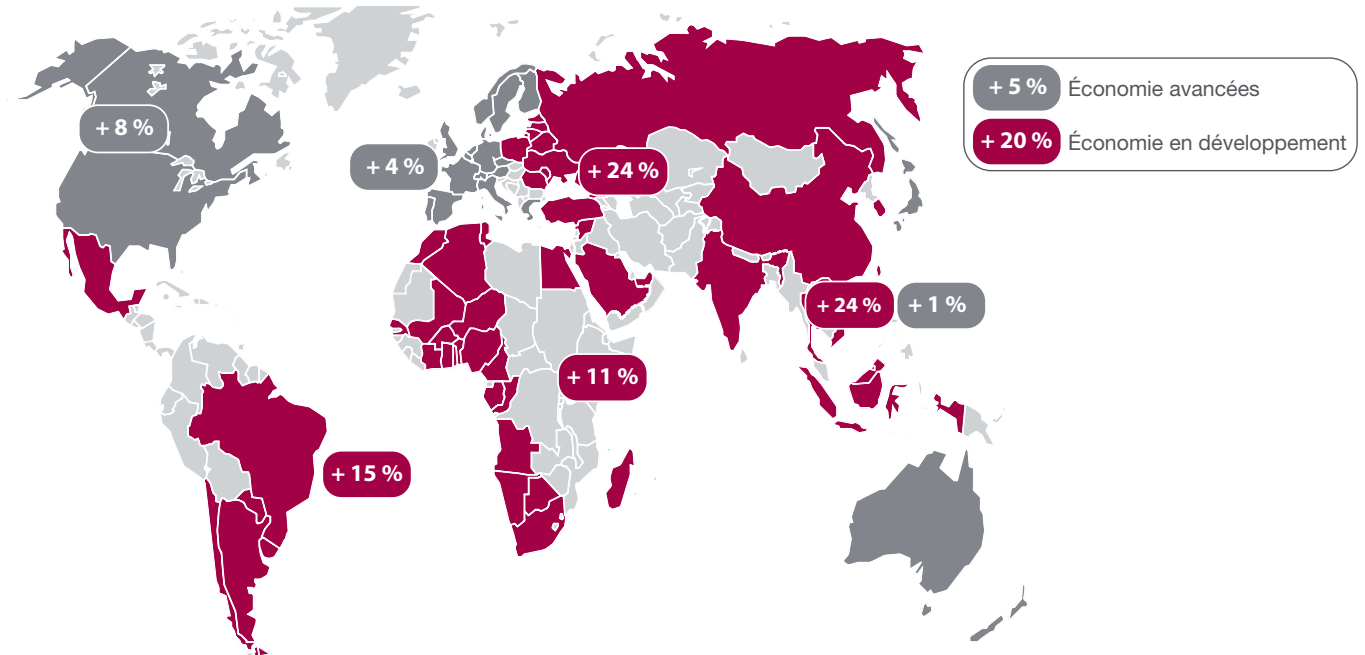 + 5 % Économie avancées
+ 20 % Économie en développement
+ 8 %
+ 4 %
+ 24 %
+ 24 %
+ 1 %
+ 11 %
+ 15 %